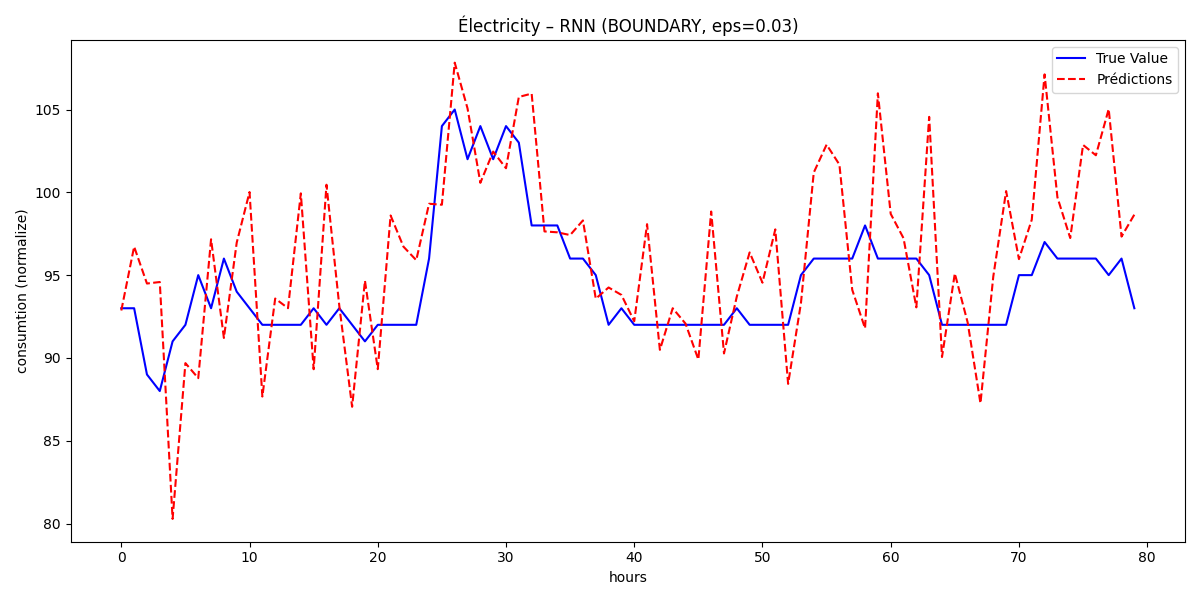 Électricity – RNN (BOUNDARY, eps=0.03)
True Value
Prédictions
consumtion (normalize)
105
100
95
90
85
80
0 10 20 30 40 50 60 70 80
hours